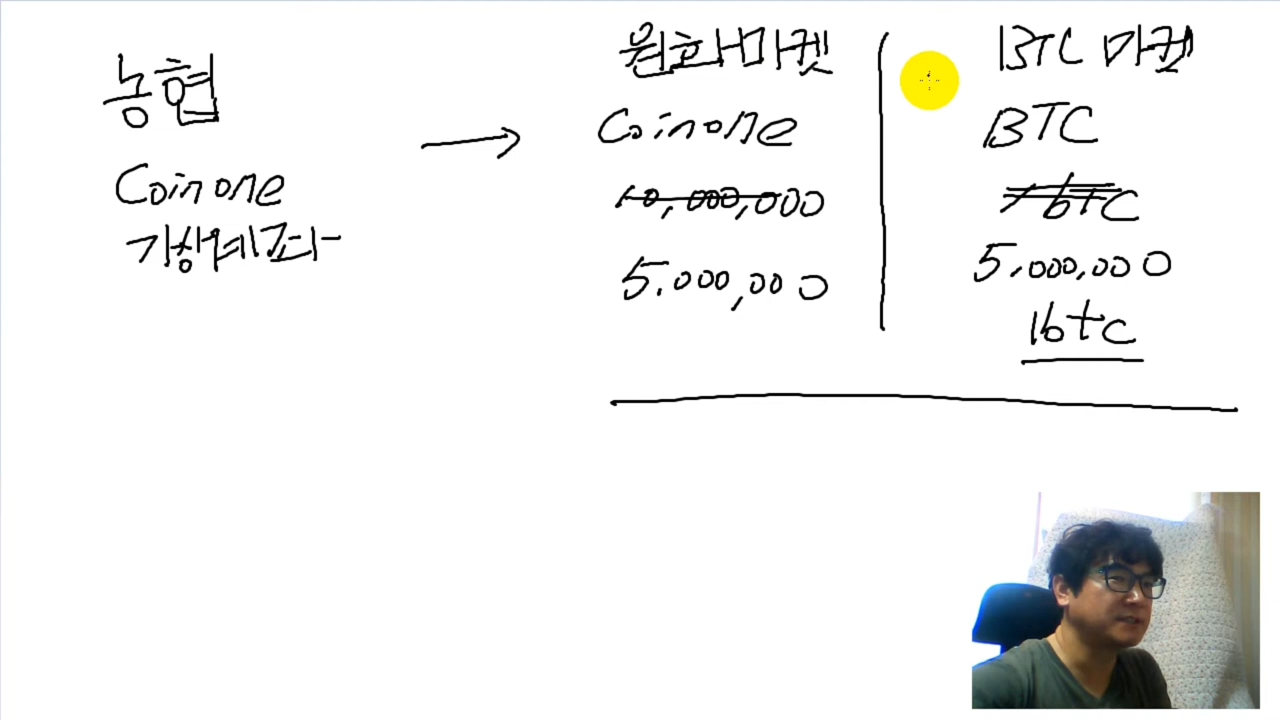 농협
Coinone
가상계좌
원화마켓
Coinone
10,000,000
5.000,000
BTC 마켓
BTC
1btc
5.000,000
1btc